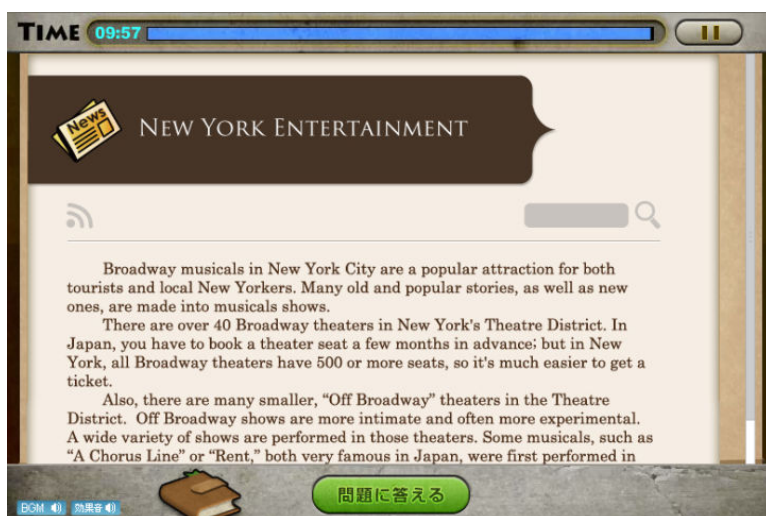 TIME 09:57
News
NEW YORK ENTERTAINMENT
Broadway musicals in New York City are a popular attraction for both
tourists and local New Yorkers. Many old and popular stories, as well as new
ones, are made into musicals shows.
There are over 40 Broadway theaters in New York's Theatre District. In
Japan, you have to book a theater seat a few months in advance; but in New
York, all Broadway theaters have 500 or more seats, so it's much easier to get a
ticket.
Also, there are many smaller, “Off Broadway” theaters in the Theatre
District. Off Broadway shows are more intimate and often more experimental.
A wide variety of shows are performed in those theaters. Some musicals, such as
“A Chorus Line” or “Rent,” both very famous in Japan, were first performed in
問題に答える
BGM 効果音